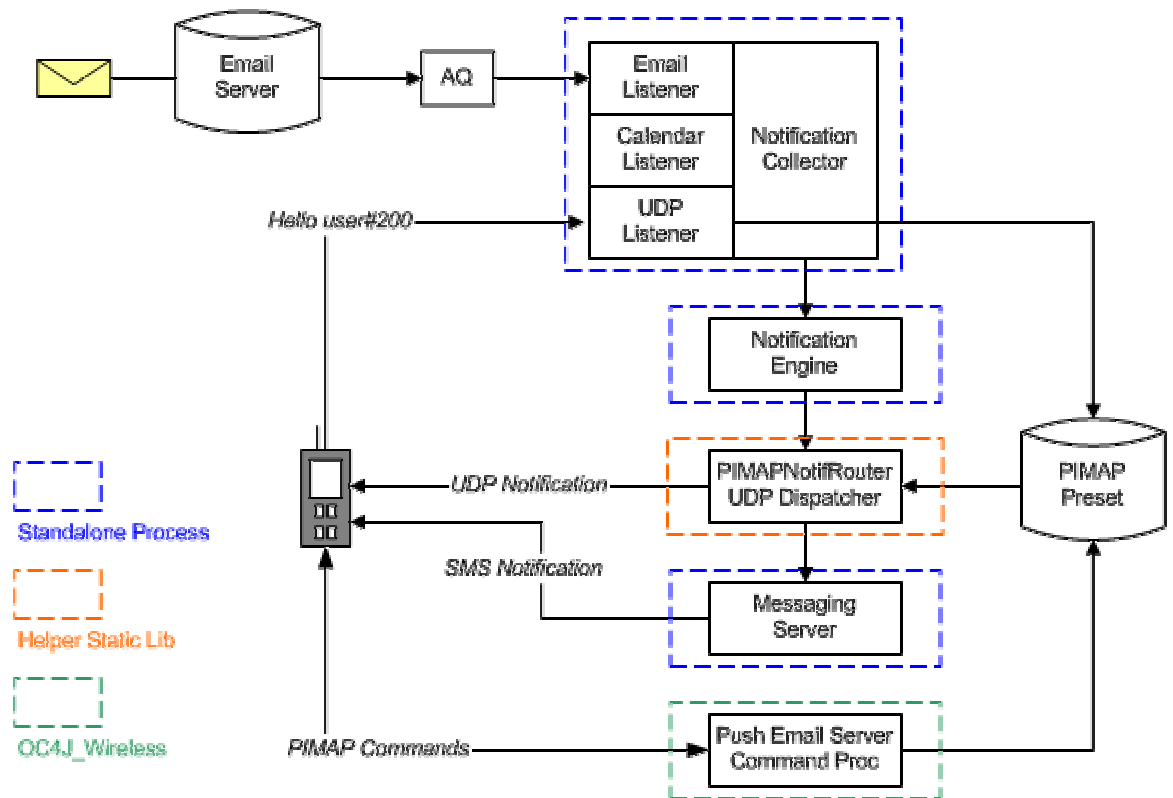 Email
Server
AQ
Email
Listener
Calendar
Listener
UDP
Listener
Notification
Collector
Hello user#200
Notification
Engine
PIMAPNotifRouter
UDP Dispatcher
PIMAP
Preset
UDP Notification
SMS Notification
Messaging
Server
Standalone Process
Helper Static Lib
OC4J_Wireless
PIMAP Commands
Push Email Server
Command Proc